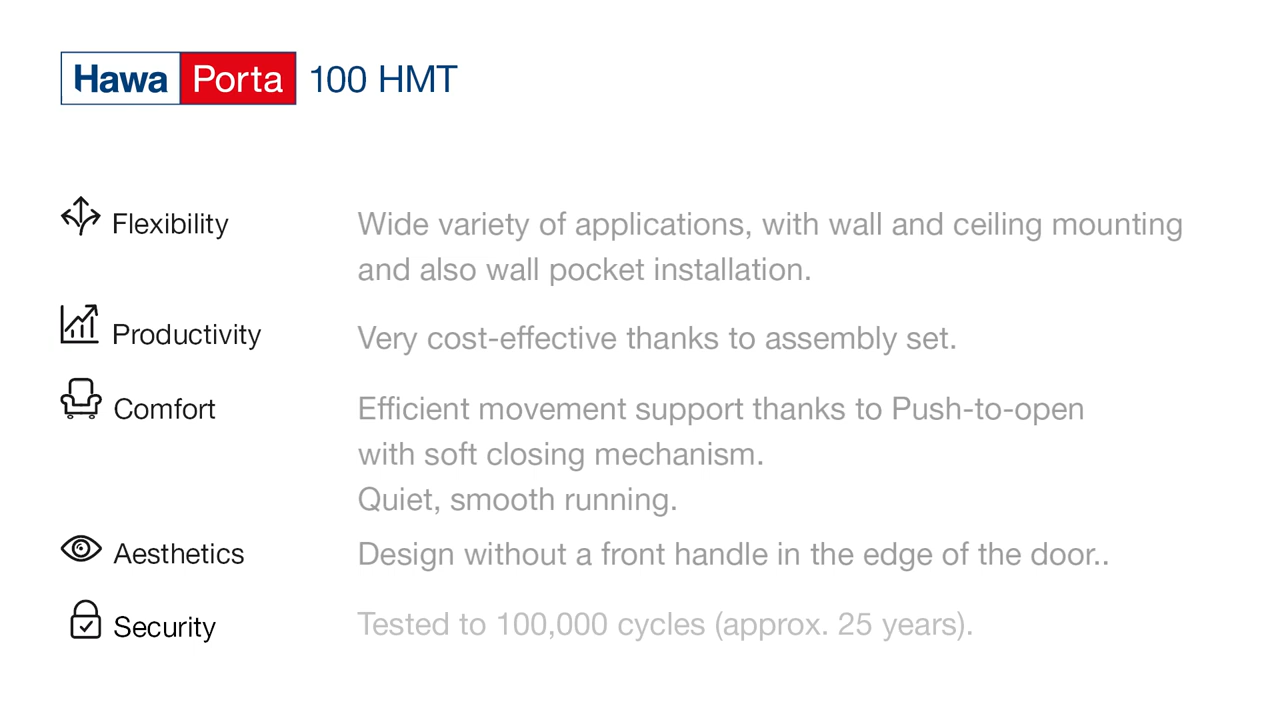 Hawa Porta 100 HMT
Flexibility Wide variety of applications, with wall and ceiling mounting
and also wall pocket installation.
Productivity Very cost-effective thanks to assembly set.
Comfort Efficient movement support thanks to Push-to-open
with soft closing mechanism.
Quiet, smooth running.
Aesthetics Design without a front handle in the edge of the door..
Security Tested to 100,000 cycles (approx. 25 years).